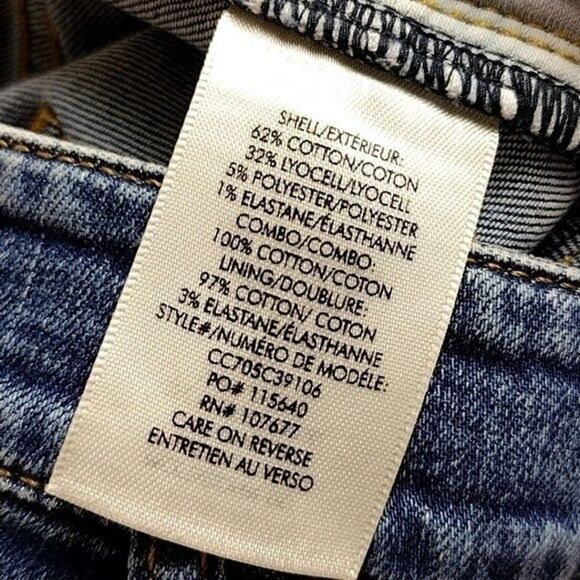 SHELL/EXTÉRIEUR:
62% COTTON/COTON
32% LYOCELL/LYOCELL
5% POLYESTER/POLYESTER
1% ELASTANE/ÉLASTHANNE
COMBO/COMBO:
100% COTTON/COTON
LINING/DOUBLURE:
97% COTTON/ COTON
3% ELASTANE/ÉLASTHANNE
STYLE#/NUMÉRO DE MODÈLE:
CC705C39106
PO# 115640
RN# 107677
CARE ON REVERSE
ENTRETIEN AU VERSO